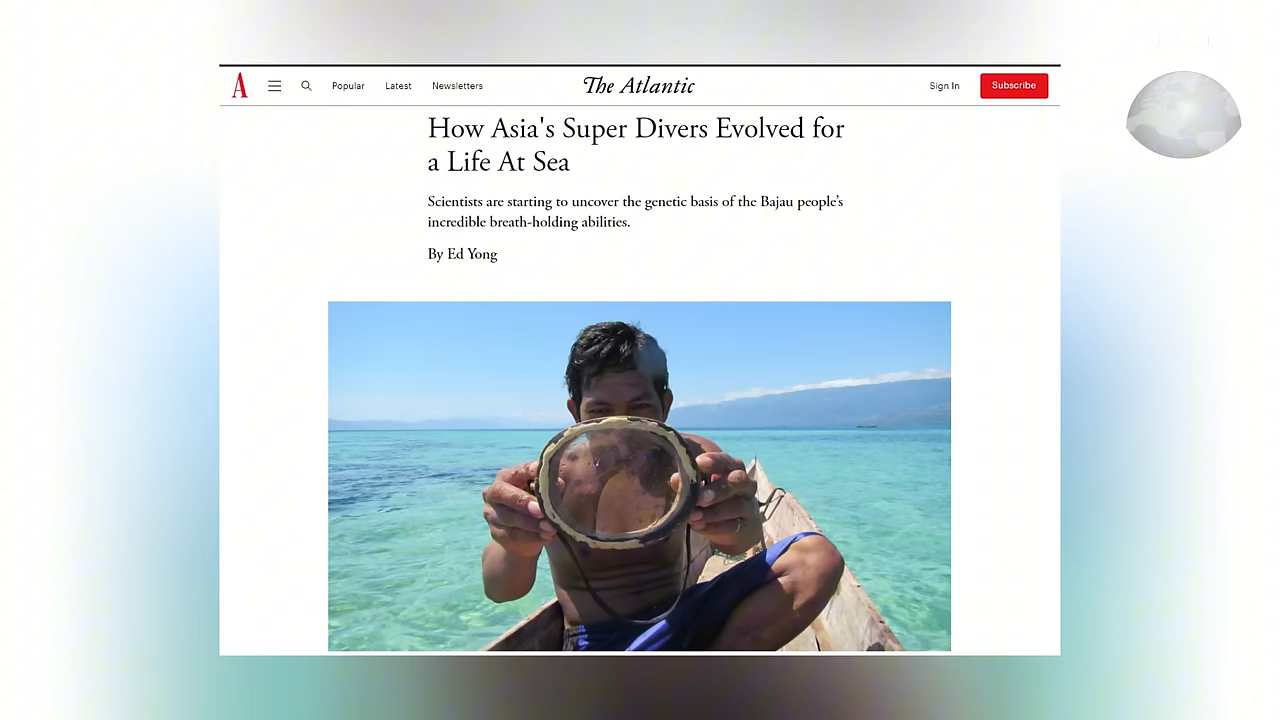 A
Popular
Latest
Newsletters
The Atlantic
Sign In
Subscribe
How Asia's Super Divers Evolved for
a Life At Sea
Scientists are starting to uncover the genetic basis of the Bajau people’s
incredible breath-holding abilities.
By Ed Yong